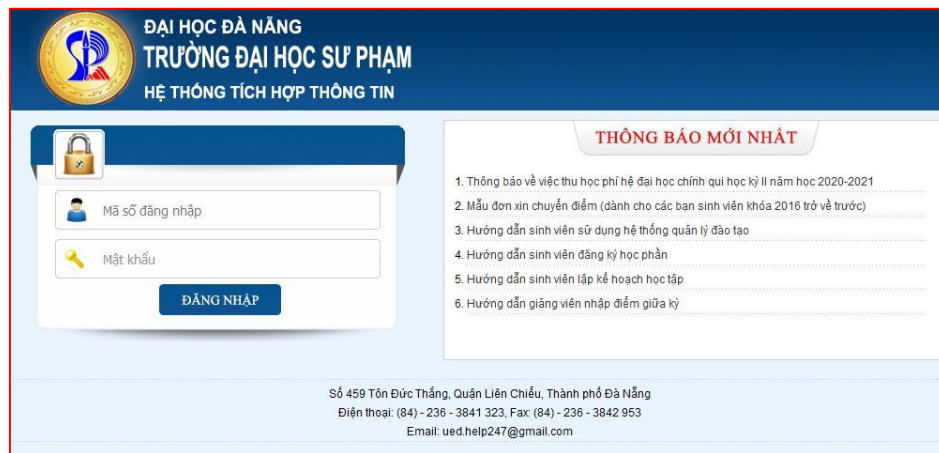 ĐẠI HỌC ĐÀ NẴNG
TRƯỜNG ĐẠI HỌC SƯ PHẠM
HỆ THỐNG TÍCH HỢP THÔNG TIN
Mã số đăng nhập
Mật khẩu
ĐĂNG NHẬP
THÔNG BÁO MỚI NHẤT
1. Thông báo về việc thu học phí hệ đại học chính qui học kỳ II năm học 2020-2021
2. Mẫu đơn xin chuyển điểm (dành cho các bạn sinh viên khóa 2016 trở về trước)
3. Hướng dẫn sinh viên sử dụng hệ thống quản lý đào tạo
4. Hướng dẫn sinh viên đăng ký học phần
5. Hướng dẫn sinh viên lập kế hoạch học tập
6. Hướng dẫn giảng viên nhập điểm giữa kỳ
Số 459 Tôn Đức Thắng, Quận Liên Chiểu, Thành phố Đà Nẵng
Điện thoại: (84) - 236 - 3841 323, Fax: (84) - 236 - 3842 953
Email: ued.help247@gmail.com